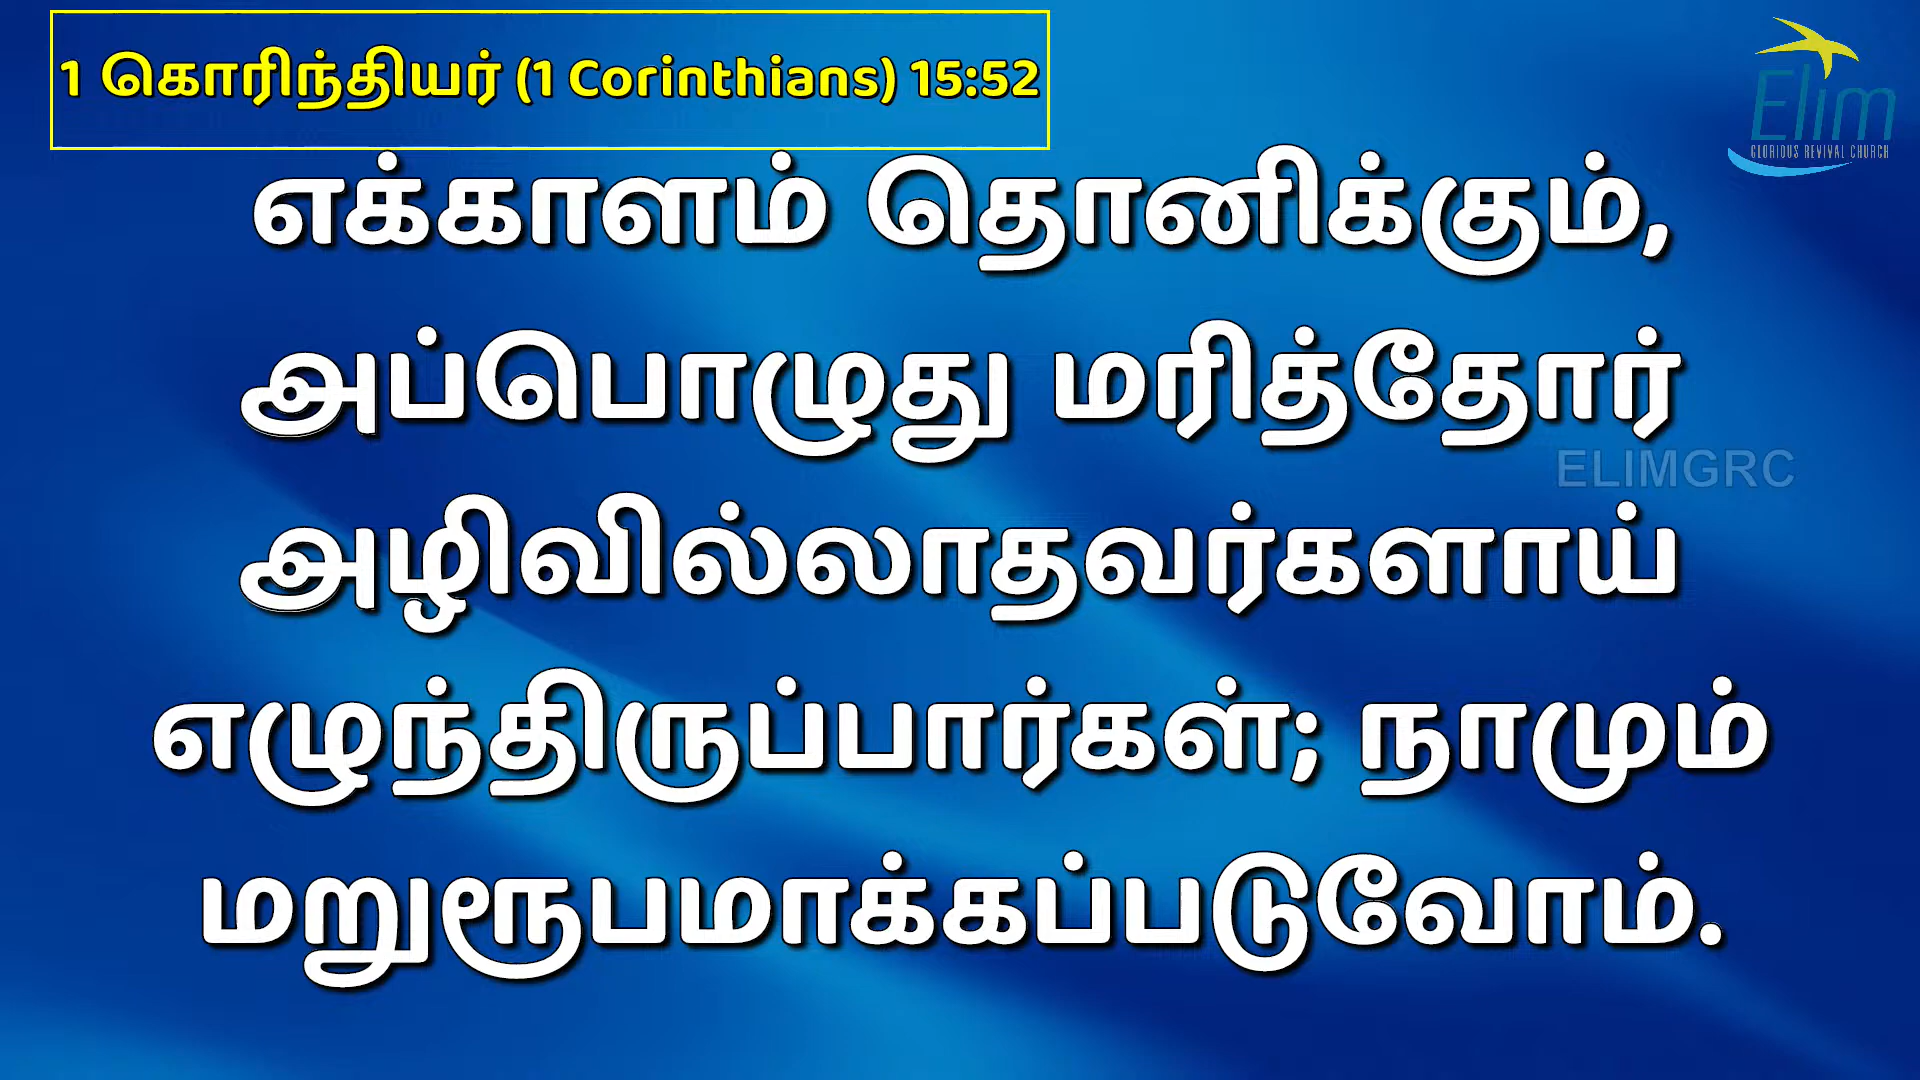 1 கொரிந்தியர் (1 Corinthians) 15:52
Elim
GLORIOUS REVIVAL CHURCH
எக்காளம் தொனிக்கும்,
அப்பொழுது மரித்தோர்
ELIMGRC
அழிவில்லாதவர்களாய்
எழுந்திருப்பார்கள்; நாமும்
மறுரூபமாக்கப்படுவோம்.